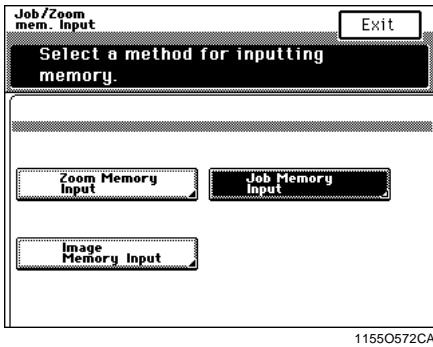 Job/Zoom
mem. Input
Exit
Select a method for inputting
memory.
Zoom Memory
Input
Job Memory
Input
Image
Memory Input
1155O572CA